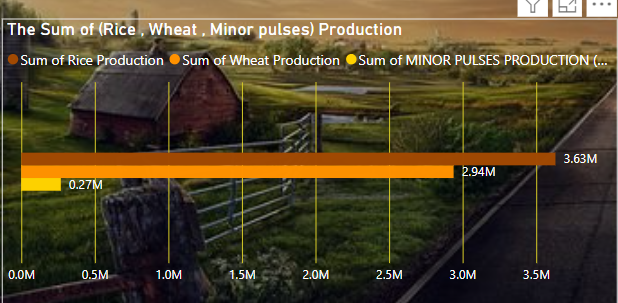 The Sum of (Rice , Wheat , Minor pulses) Production
Sum of Rice Production Sum of Wheat Production Sum of MINOR PULSES PRODUCTION (...
3.63M
2.94M
0.27M
0.0M 0.5M 1.0M 1.5M 2.0M 2.5M 3.0M 3.5M